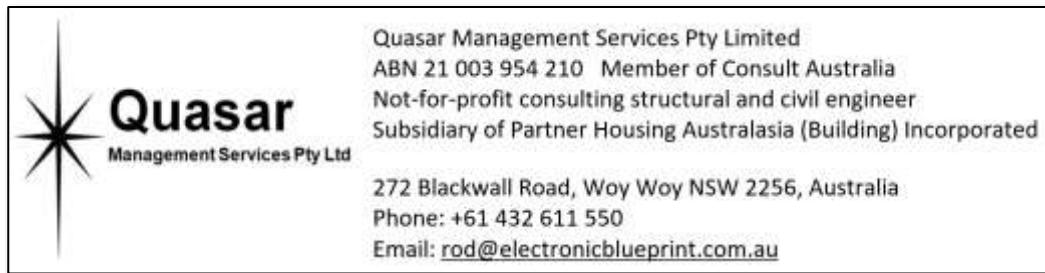 Quasar
Management Services Pty Ltd
Quasar Management Services Pty Limited
ABN 21 003 954 210 Member of Consult Australia
Not-for-profit consulting structural and civil engineer
Subsidiary of Partner Housing Australasia (Building) Incorporated
272 Blackwall Road, Woy Woy NSW 2256, Australia
Phone: +61 432 611 550
Email: rod@electronicblueprint.com.au